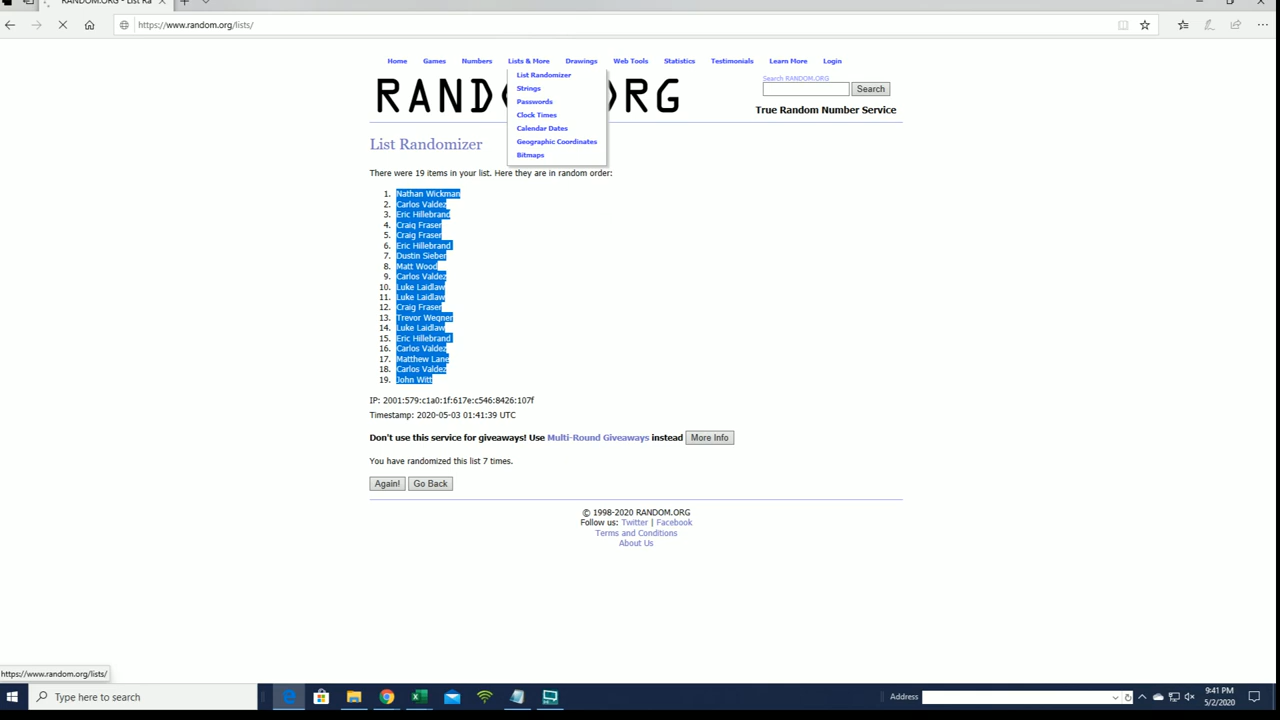 RANDOM.ORG - List Ra
https://www.random.org/lists/
Home Games Numbers Lists & More Drawings Web Tools Statistics Testimonials Learn More Login
List Randomizer
Strings
Passwords
Clock Times
Calendar Dates
Geographic Coordinates
Bitmaps
Search RANDOM.ORG
Search
True Random Number Service
RAND RG
List Randomizer
There were 19 items in your list. Here they are in random order:
1. Nathan Wickman
2. Carlos Valdez
3. Eric Hillebrand
4. Craig Fraser
5. Craig Fraser
6. Eric Hillebrand
7. Dustin Sieber
8. Matt Wood
9. Carlos Valdez
10. Luke Laidlaw
11. Luke Laidlaw
12. Craig Fraser
13. Trevor Wegner
14. Luke Laidlaw
15. Eric Hillebrand
16. Carlos Valdez
17. Matthew Lane
18. Carlos Valdez
19. John Witt
IP: 2001:579:c1a0:1f:617e:c546:8426:107f
Timestamp: 2020-05-03 01:41:39 UTC
Don't use this service for giveaways! Use Multi-Round Giveaways instead More Info
You have randomized this list 7 times.
Again! Go Back
© 1998-2020 RANDOM.ORG
Follow us: Twitter | Facebook
Terms and Conditions
About Us
https://www.random.org/lists/
Type here to search
Address
9:41 PM
5/2/2020